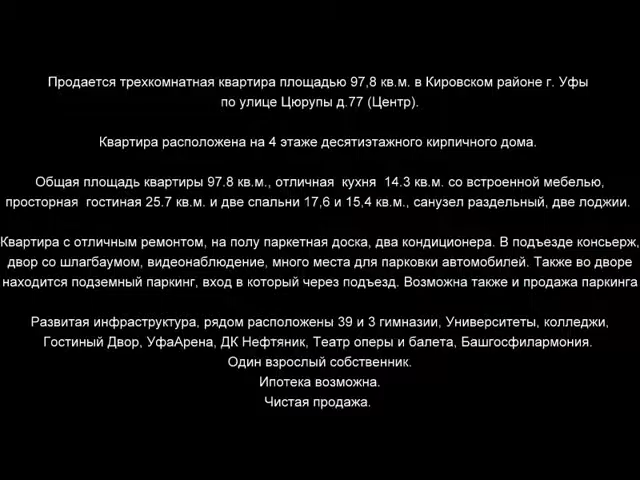 Продается трехкомнатная квартира площадью 97,8 кв.м. в Кировском районе г. Уфы
по улице Цюрупы д.77 (Центр).
Квартира расположена на 4 этаже десятиэтажного кирпичного дома.
Общая площадь квартиры 97.8 кв.м., отличная кухня 14.3 кв.м. со встроенной мебелью,
просторная гостиная 25.7 кв.м. и две спальни 17,6 и 15,4 кв.м., санузел раздельный, две лоджии.
Квартира с отличным ремонтом, на полу паркетная доска, два кондиционера. В подъезде консьерж,
двор со шлагбаумом, видеонаблюдение, много места для парковки автомобилей. Также во дворе
находится подземный паркинг, вход в который через подъезд. Возможна также и продажа паркинга
Развитая инфраструктура, рядом расположены 39 и 3 гимназии, Университеты, колледжи,
Гостиный Двор, УфаАрена, ДК Нефтяник, Театр оперы и балета, Башгосфилармония.
Один взрослый собственник.
Ипотека возможна.
Чистая продажа.